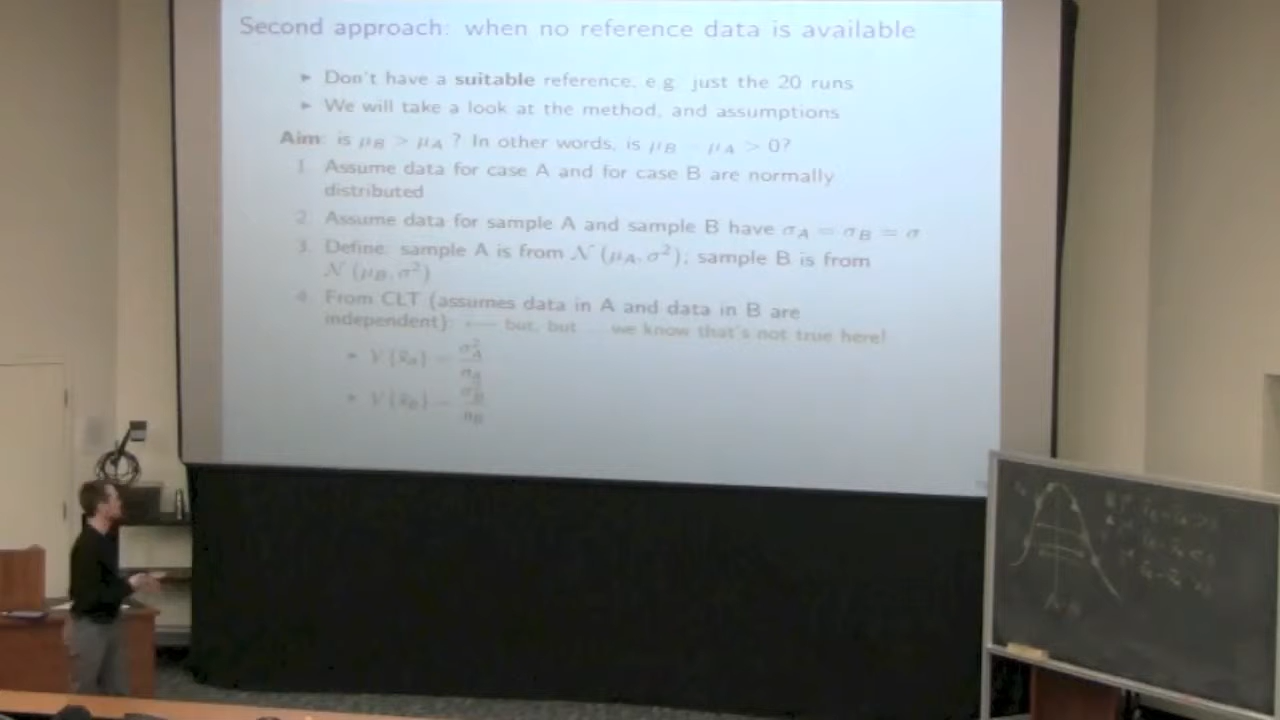 Second approach: when no reference data is available
► Don't have a suitable reference, e.g. just the 20 runs
► We will take a look at the method, and assumptions
Aim: is μB > μA ? In other words, is μB − μA > 0?
1. Assume data for case A and for case B are normally
distributed
2. Assume data for sample A and sample B have σA = σB = σ
3. Define: sample A is from N (μA, σ²); sample B is from
N (μB, σ²)
4. From CLT (assumes data in A and data in B are
independent): ⟵ but, but ... we know that's not true here!
• V{x̄A} = σ²A / nA
• V{x̄B} = σ²B / nB